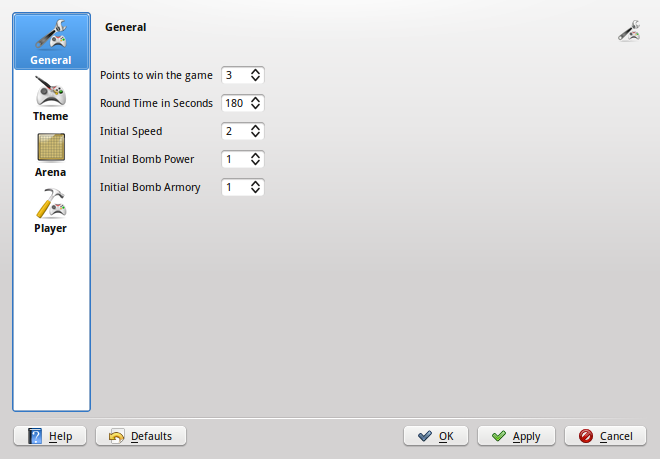 General
Theme
Arena
Player
General
Points to win the game 3
Round Time in Seconds 180
Initial Speed 2
Initial Bomb Power 1
Initial Bomb Armory 1
Help Defaults OK Apply Cancel